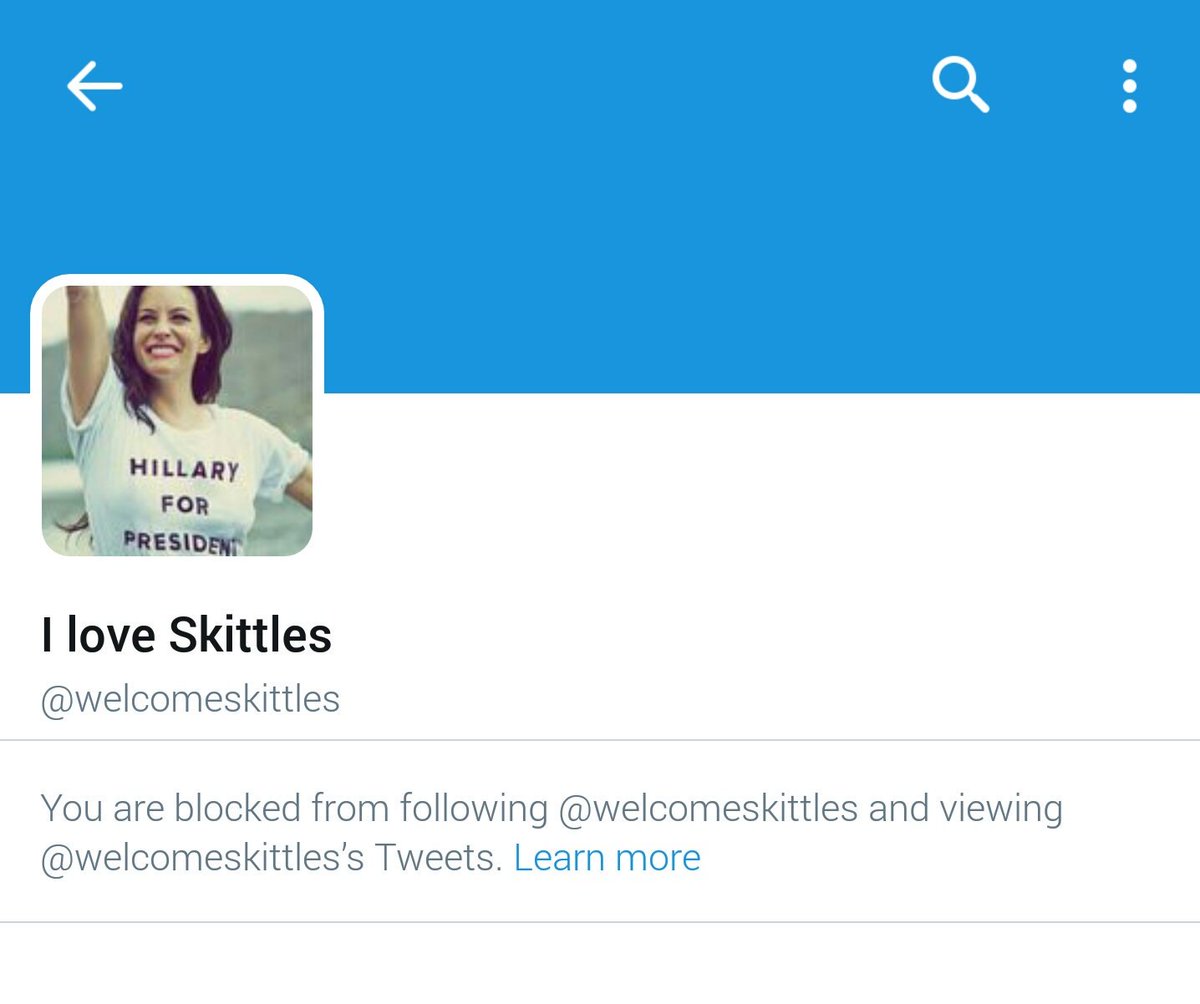 HILLARY
FOR
PRESIDENT
I love Skittles
@welcomeskittles
You are blocked from following @welcomeskittles and viewing
@welcomeskittles’s Tweets. Learn more